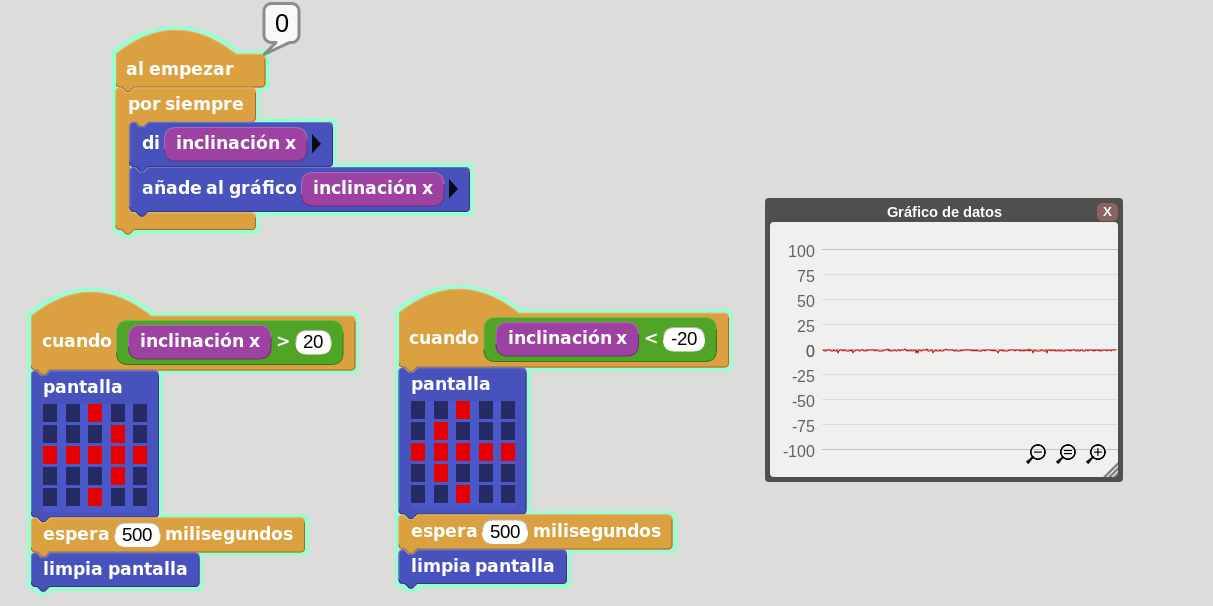 0
al empezar
por siempre
di inclinación x
añade al gráfico inclinación x
cuando inclinación x > 20
pantalla
espera 500 milisegundos
limpia pantalla
cuando inclinación x < -20
pantalla
espera 500 milisegundos
limpia pantalla
Gráfico de datos X
100
75
50
25
0
-25
-50
-75
-100